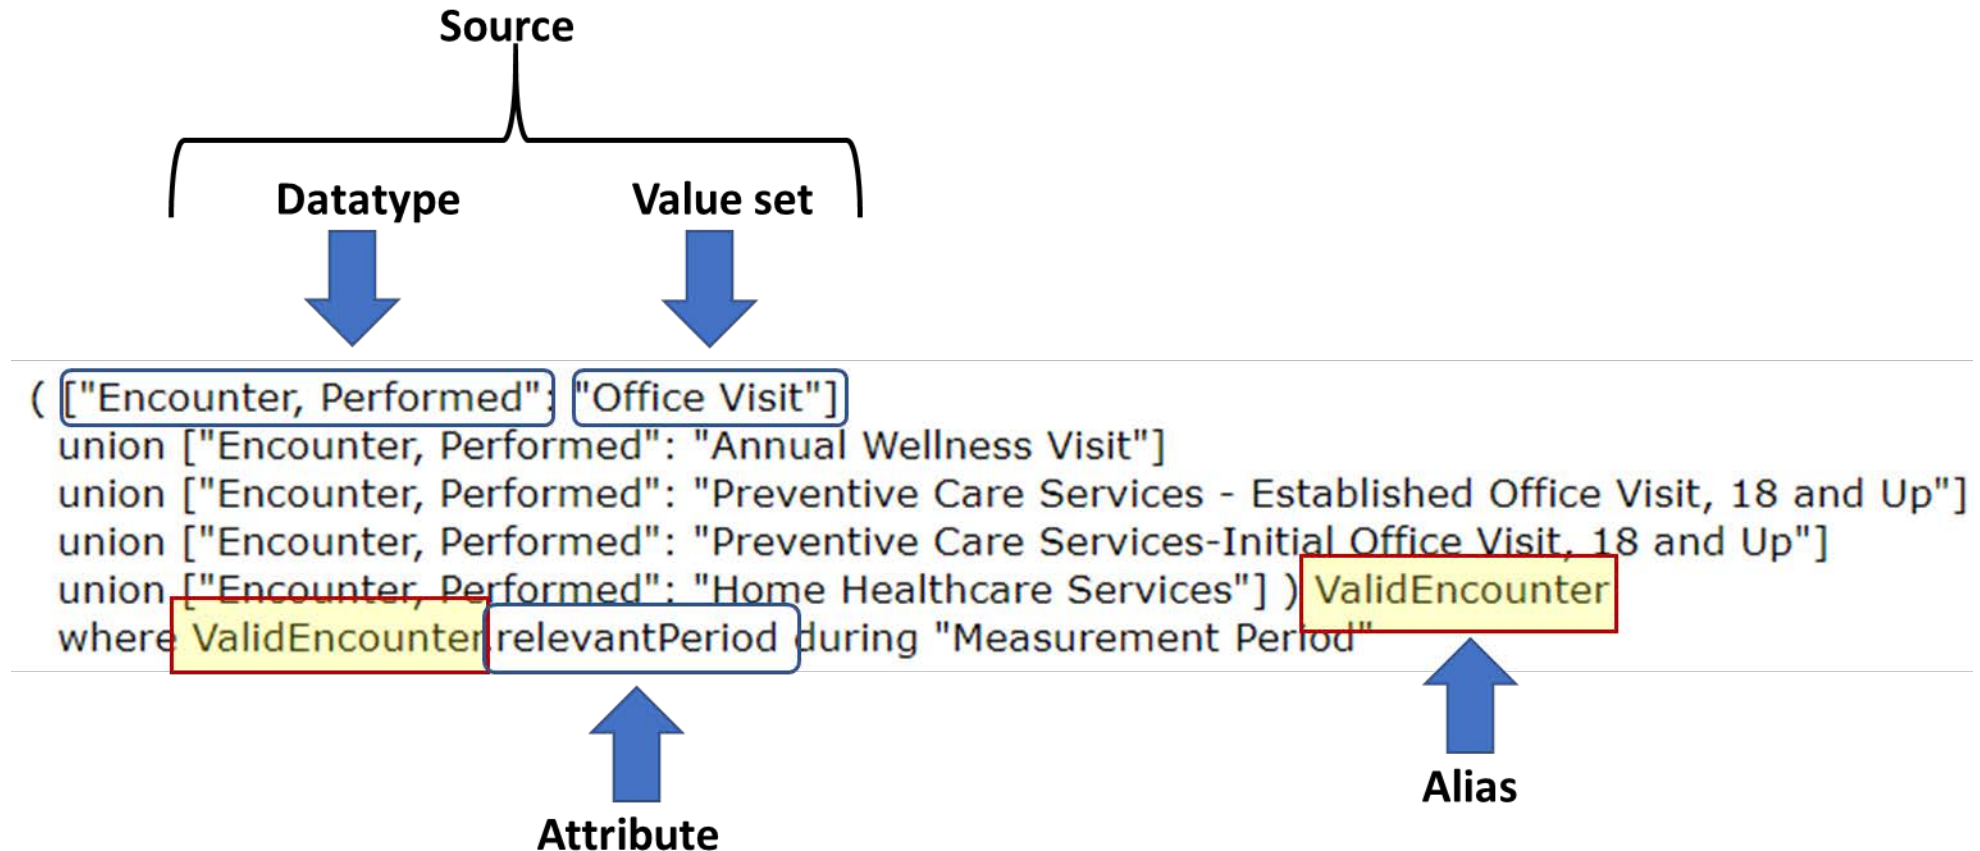 Source
Datatype Value set
( ["Encounter, Performed": "Office Visit"]
union ["Encounter, Performed": "Annual Wellness Visit"]
union ["Encounter, Performed": "Preventive Care Services - Established Office Visit, 18 and Up"]
union ["Encounter, Performed": "Preventive Care Services-Initial Office Visit, 18 and Up"]
union ["Encounter, Performed": "Home Healthcare Services"] ) ValidEncounter
where ValidEncounter.relevantPeriod during "Measurement Period"
Alias
Attribute